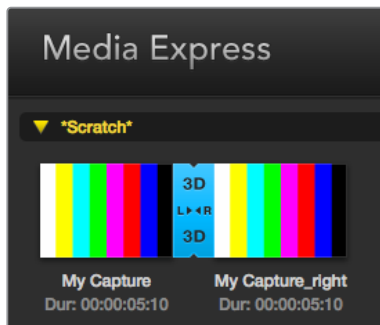 Media Express
*Scratch*
3D
L R
3D
My Capture
My Capture_right
Dur: 00:00:05:10
Dur: 00:00:05:10